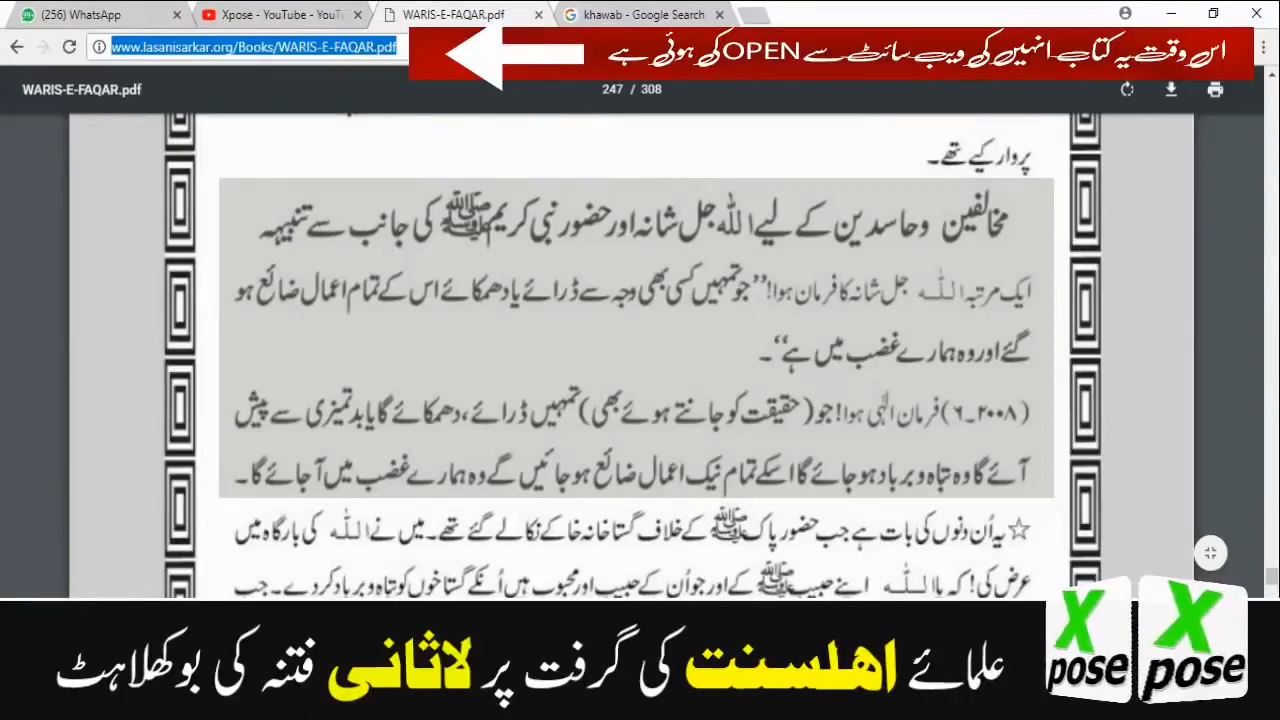 (256) WhatsApp
Xpose - YouTube - YouTu
WARIS-E-FAQAR.pdf
khawab - Google Search
www.lasanisarkar.org/Books/WARIS-E-FAQAR.pdf
اس وقت یہ کتاب انہیں کی ویب سائٹ سے OPEN کی ہوئی ہے
WARIS-E-FAQAR.pdf
247 / 308
پر وار کیے تھے۔
مخالفین وحاسدین کے لیے اللہ جل شانہ اور حضور نبی کریم ﷺ کی جانب سے تنبیہہ
ایک مرتبہ اللہ جل شانہ کا فرمان ہوا! ”جو تمہیں کسی بھی وجہ سے ڈرائے یا دھمکائے اس کے تمام اعمال ضائع ہو
گئے اور وہ ہمارے غضب میں ہے“۔
(۶۔۲۰۰۸) فرمان الٰہی ہوا! جو (حقیقت کو جانتے ہوئے بھی) تمہیں ڈرائے، دھمکائے گا یا بدتمیزی سے پیش
آئے گا وہ تباہ و برباد ہو جائے گا اسکے تمام نیک اعمال ضائع ہو جائیں گے وہ ہمارے غضب میں آ جائے گا۔
☆ یہ اُن دنوں کی بات ہے جب حضور پاک ﷺ کے خلاف گستاخانہ خاکے نکالے گئے تھے۔ میں نے اللہ کی بارگاہ میں
عرض کی! کہ یا اللہ اپنے حبیب ﷺ کے اور جو اُن کے حبیب اور محبوب ہیں اُنکے گستاخوں کو تباہ و برباد کر دے۔ جب
علمائے اھلسنت کی گرفت پر لاثانی فتنہ کی بوکھلاہٹ
X pose
X pose